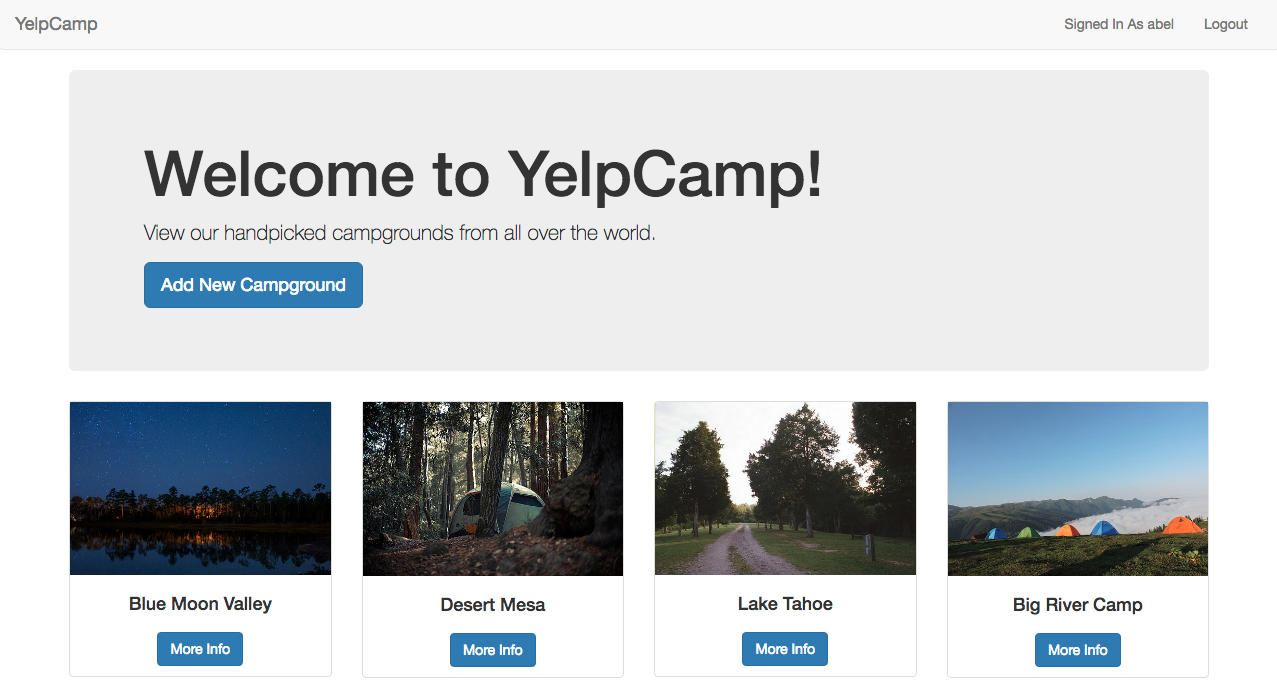 YelpCamp
Signed In As abel
Logout
Welcome to YelpCamp!
View our handpicked campgrounds from all over the world.
Add New Campground
Blue Moon Valley
Desert Mesa
Lake Tahoe
Big River Camp
More Info
More Info
More Info
More Info